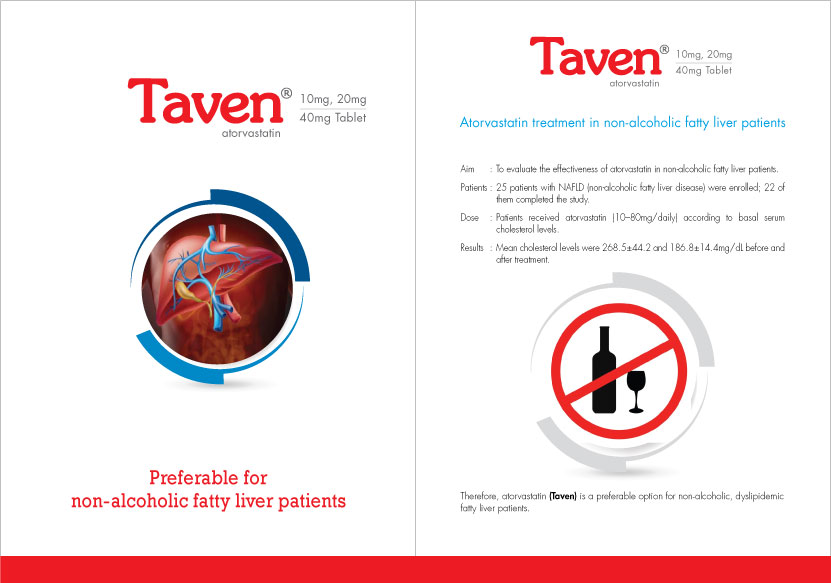 Taven®
10mg, 20mg
40mg Tablet
atorvastatin
Preferable for
non-alcoholic fatty liver patients
Taven®
10mg, 20mg
40mg Tablet
atorvastatin
Atorvastatin treatment in non-alcoholic fatty liver patients
Aim : To evaluate the effectiveness of atorvastatin in non-alcoholic fatty liver patients.
Patients : 25 patients with NAFLD (non-alcoholic fatty liver disease) were enrolled; 22 of
them completed the study.
Dose : Patients received atorvastatin (10–80mg/daily) according to basal serum
cholesterol levels.
Results : Mean cholesterol levels were 268.5±44.2 and 186.8±14.4mg/dL before and
after treatment.
Therefore, atorvastatin (Taven) is a preferable option for non-alcoholic, dyslipidemic
fatty liver patients.